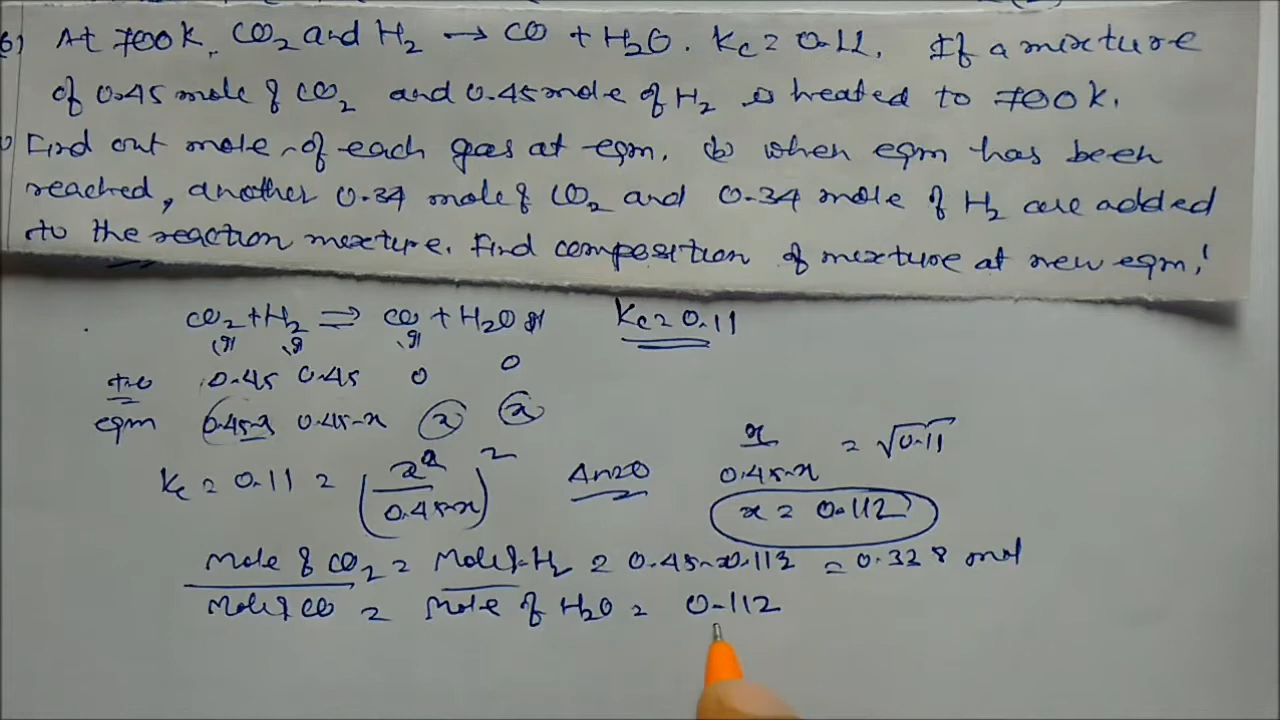 6) At 700K, CO2 and H2 → CO + H2O. Kc = 0.11. If a mixture
of 0.45 mole of CO2 and 0.45 mole of H2 is heated to 700K.
Find out mole of each gas at eqm. (b) when eqm has been
reached, another 0.34 mole of CO2 and 0.34 mole of H2 are added
to the reaction mixture. Find composition of mixture at new eqm.
CO2 + H2 ⇌ CO + H2O (g) Kc = 0.11
(g) (g) (g)
t=0 0.45 0.45 0 0
eqm 0.45-x 0.45-x x x
Kc = 0.11 = (x/0.45-x)2 Δn=0 x/0.45-x = √0.11
x = 0.112
Mole of CO2 = Mole of H2 = 0.45-0.112 = 0.338 mol
Mole of CO = Mole of H2O = 0.112